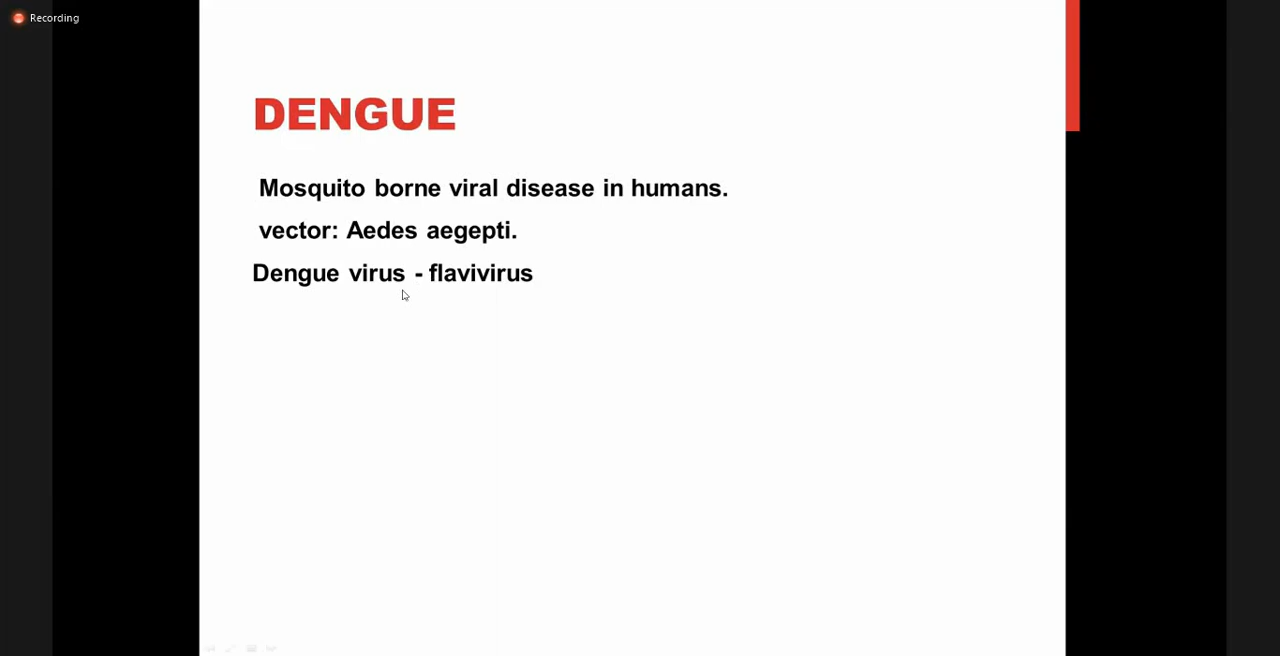 Recording
DENGUE
Mosquito borne viral disease in humans.
vector: Aedes aegepti.
Dengue virus - flavivirus